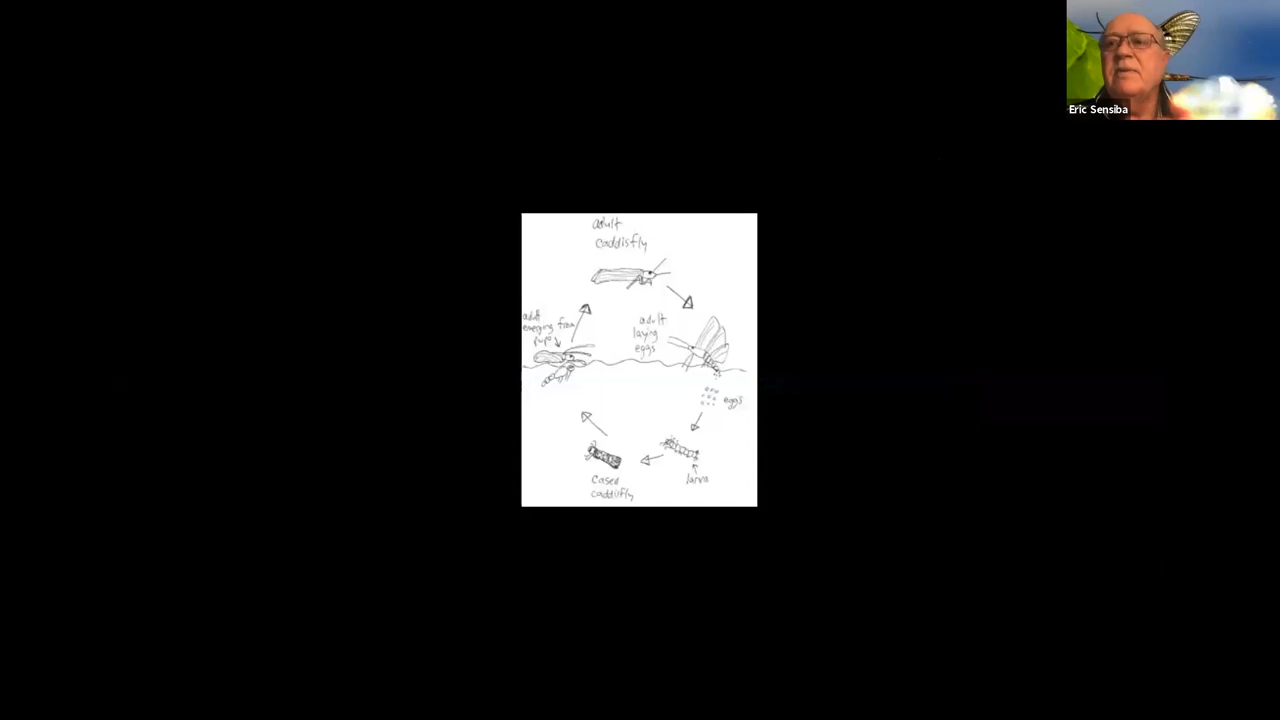 Eric Sensiba
adult
caddisfly
adult
emerging from
pupa
adult
laying
eggs
eggs
larva
cased
caddisfly